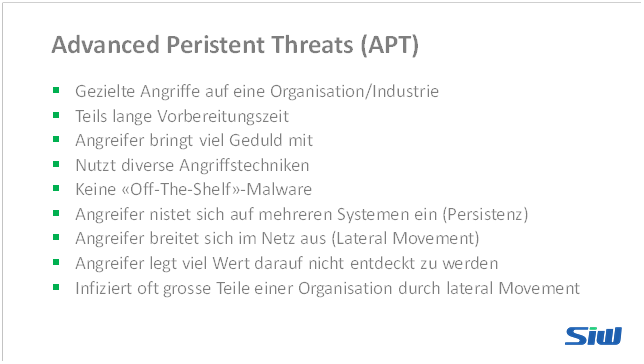 Advanced Peristent Threats (APT)
Gezielte Angriffe auf eine Organisation/Industrie
Teils lange Vorbereitungszeit
Angreifer bringt viel Geduld mit
Nutzt diverse Angriffstechniken
Keine «Off-The-Shelf»-Malware
Angreifer nistet sich auf mehreren Systemen ein (Persistenz)
Angreifer breitet sich im Netz aus (Lateral Movement)
Angreifer legt viel Wert darauf nicht entdeckt zu werden
Infiziert oft grosse Teile einer Organisation durch lateral Movement
SiW